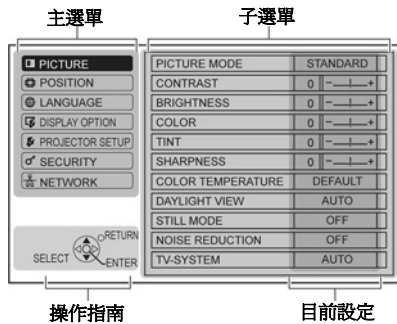 主選單
子選單
PICTURE
POSITION
LANGUAGE
DISPLAY OPTION
PROJECTOR SETUP
SECURITY
NETWORK
RETURN
SELECT
ENTER
PICTURE MODE STANDARD
CONTRAST 0 - +
BRIGHTNESS 0 - +
COLOR 0 - +
TINT 0 - +
SHARPNESS 0 - +
COLOR TEMPERATURE DEFAULT
DAYLIGHT VIEW AUTO
STILL MODE OFF
NOISE REDUCTION OFF
TV-SYSTEM AUTO
操作指南
目前設定